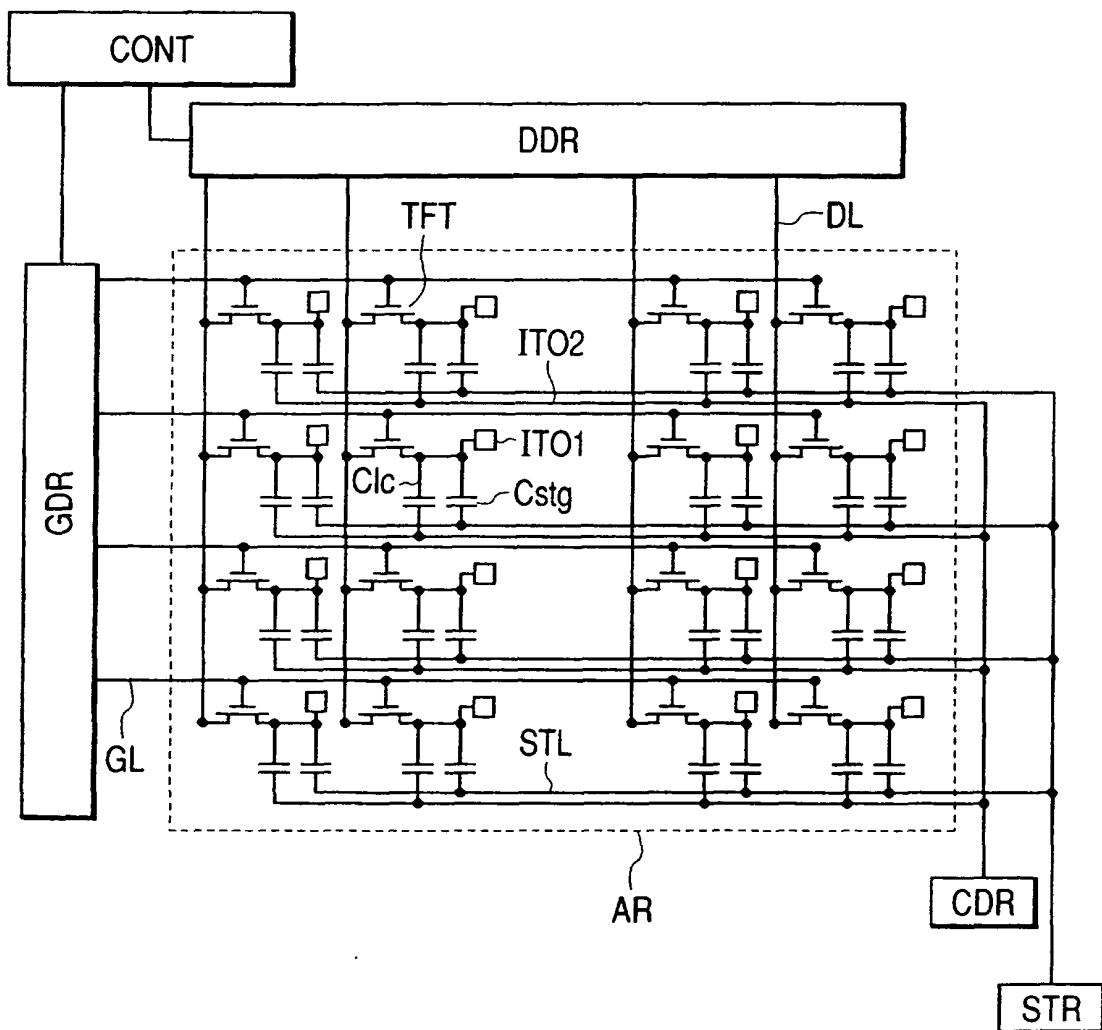 CONT
DDR
TFT
DL
ITO2
ITO1
Clc
Cstg
GDR
GL
STL
AR
CDR
STR